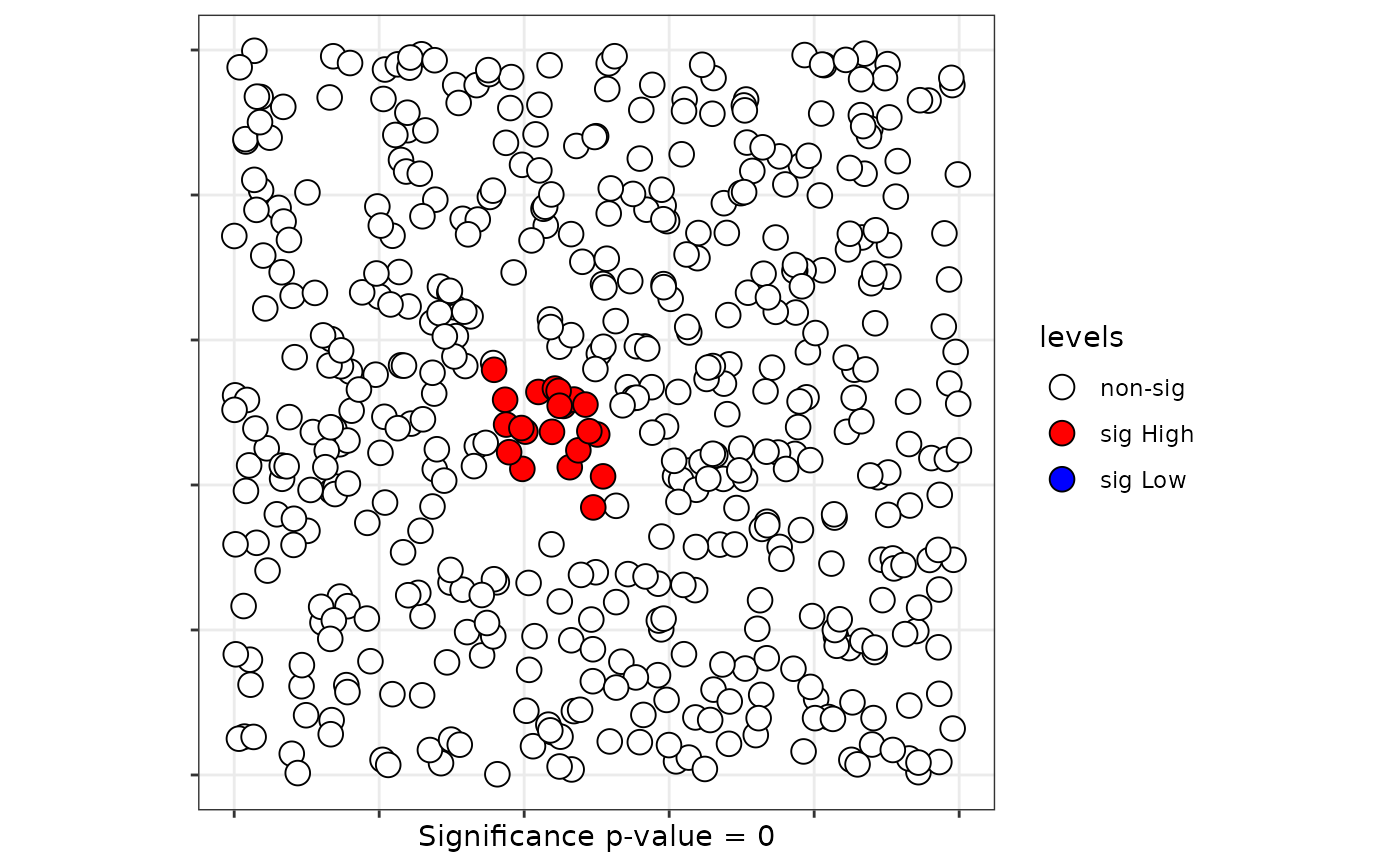 levels
non-sig
sig High
sig Low
Significance p-value = 0